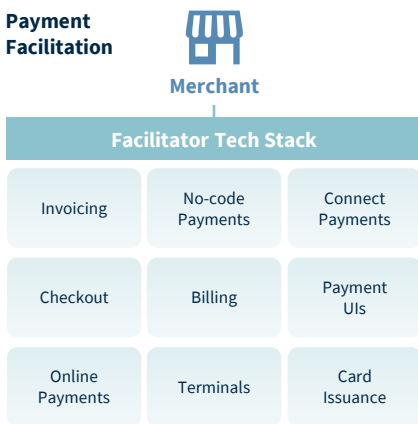 Payment
Facilitation
Merchant
Facilitator Tech Stack
Invoicing
No-code
Payments
Connect
Payments
Checkout
Billing
Payment
UIs
Online
Payments
Terminals
Card
Issuance